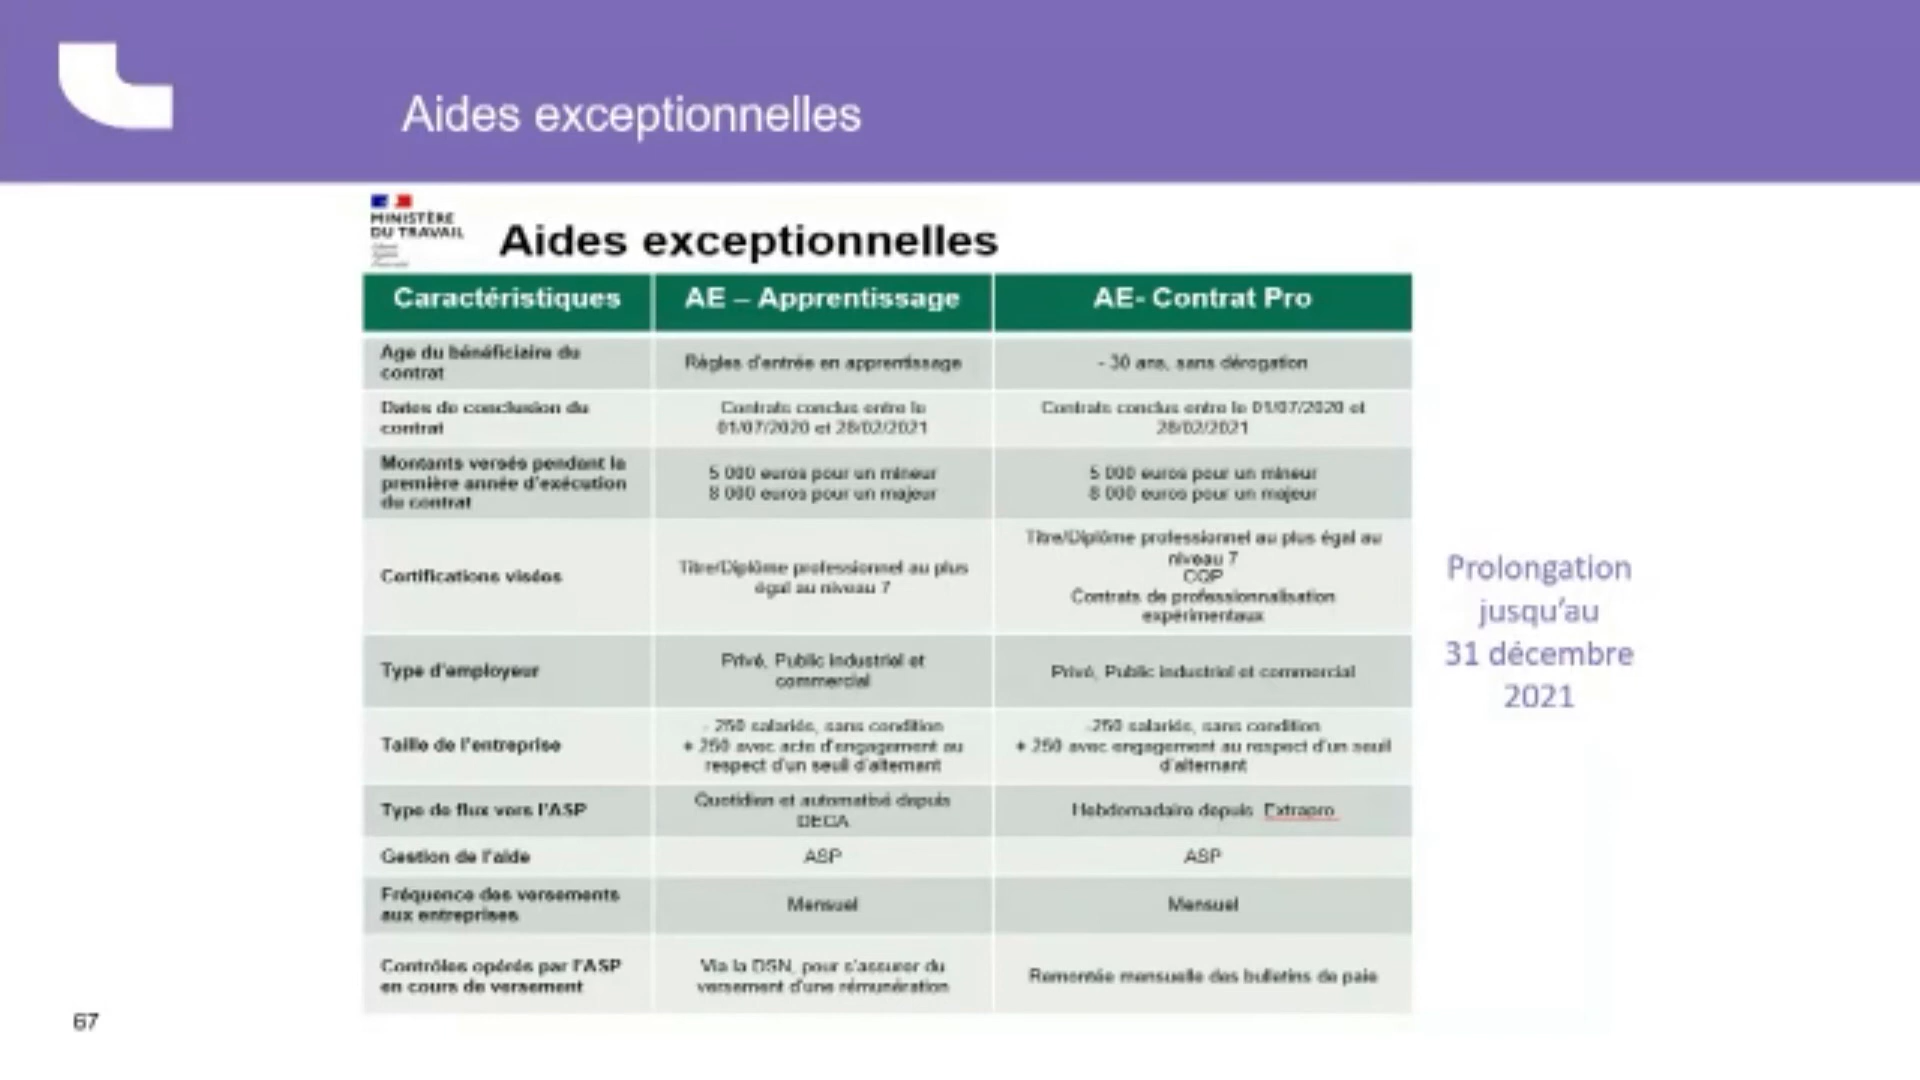 Aides exceptionnelles
MINISTÈRE
DU TRAVAIL
Aides exceptionnelles
Caractéristiques
AE – Apprentissage
AE- Contrat Pro
Age du bénéficiaire du
contrat
Règles d'entrée en apprentissage
- 30 ans, sans dérogation
Dates de conclusion du
contrat
Contrats conclus entre le
01/07/2020 et 28/02/2021
Contrats conclus entre le 01/07/2020 et
28/02/2021
Montants versés pendant la
première année d'exécution
du contrat
5 000 euros pour un mineur
8 000 euros pour un majeur
5 000 euros pour un mineur
8 000 euros pour un majeur
Certifications visées
Titre/Diplôme professionnel au plus
égal au niveau 7
Titre/Diplôme professionnel au plus égal au
niveau 7
CQP
Contrats de professionnalisation
expérimentaux
Type d'employeur
Privé, Public industriel et
commercial
Privé, Public industriel et commercial
Taille de l'entreprise
- 250 salariés, sans condition
+ 250 avec acte d'engagement au
respect d'un seuil d'alternant
-250 salariés, sans condition
+ 250 avec engagement au respect d'un seuil
d'alternant
Type de flux vers l'ASP
Quotidien et automatisé depuis
DECA
Hebdomadaire depuis Extrapro
Gestion de l'aide
ASP
ASP
Fréquence des versements
aux entreprises
Mensuel
Mensuel
Contrôles opérés par l'ASP
en cours de versement
Via la DSN, pour s'assurer du
versement d'une rémunération
Remontée mensuelle des bulletins de paie
Prolongation
jusqu'au
31 décembre
2021
67